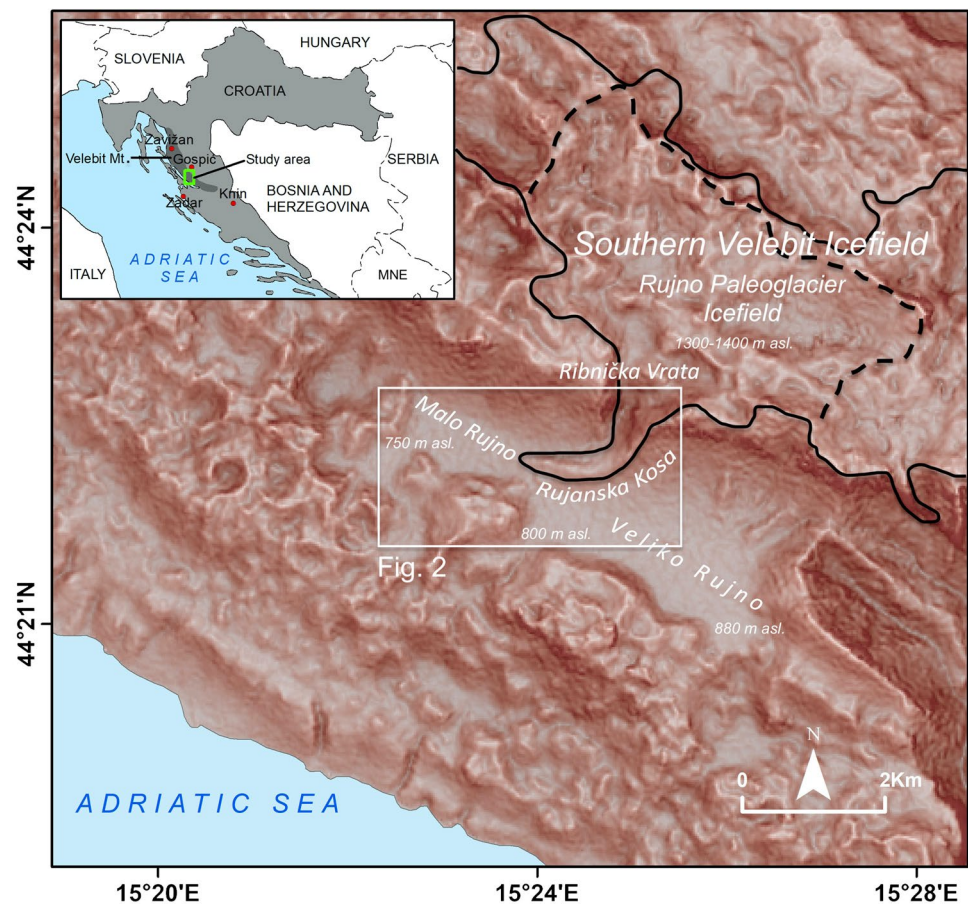 HUNGARY
SLOVENIA
CROATIA
Zavižan
Velebit Mt.
Gospić
Study area
SERBIA
Zadar
Knin
BOSNIA AND
HERZEGOVINA
ADRIATIC
SEA
ITALY
MNE
44°24'N
Southern Velebit Icefield
Rujno Paleoglacier
Icefield
1300-1400 m asl.
Ribnička Vrata
Malo Rujno
750 m asl.
Rujanska Kosa
800 m asl.
Veliko Rujno
Fig. 2
880 m asl.
44°21'N
N
0 2Km
ADRIATIC SEA
15°20'E 15°24'E 15°28'E